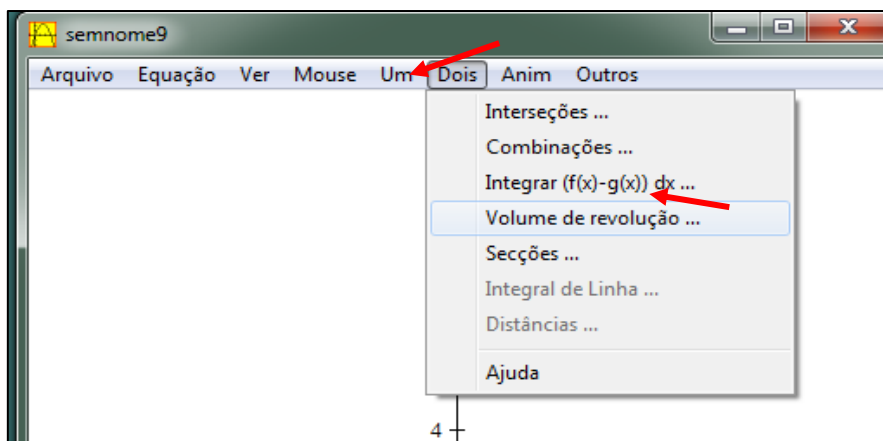 semnome9
Arquivo Equação Ver Mouse Um Dois Anim Outros
Interseções ...
Combinações ...
Integrar (f(x)-g(x)) dx ...
Volume de revolução ...
Secções ...
Integral de Linha ...
Distâncias ...
Ajuda
4